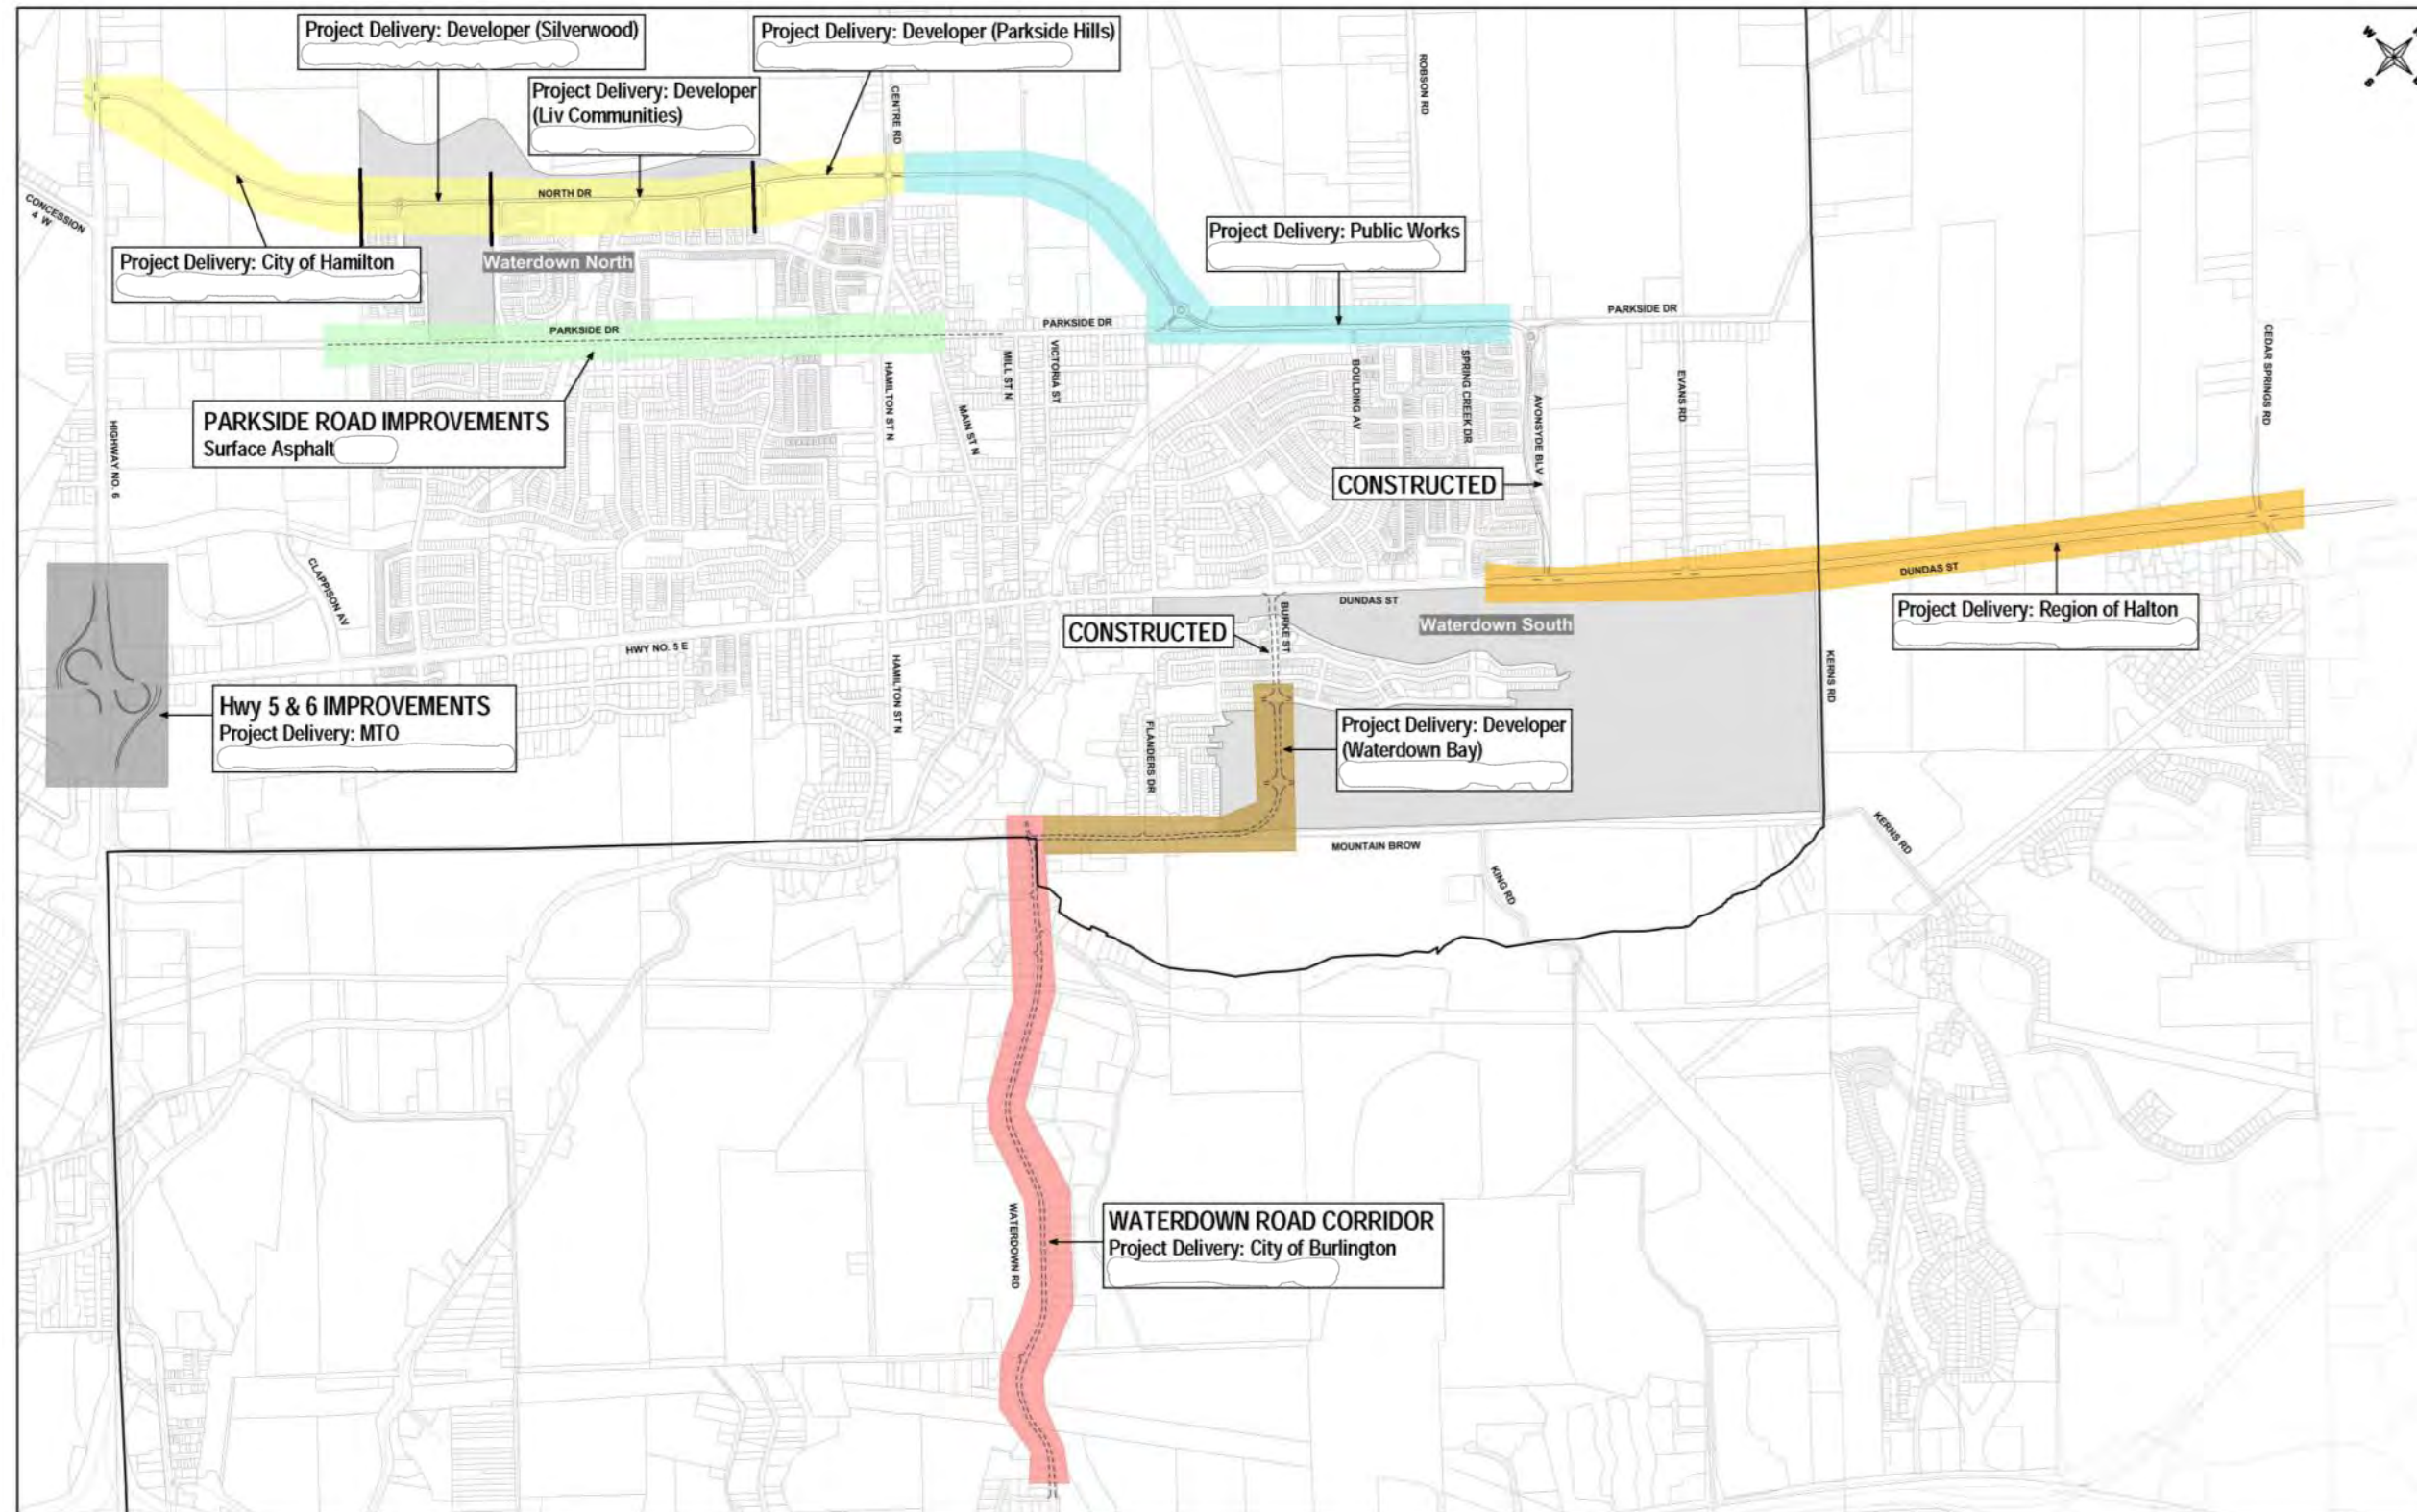 Project Delivery: Developer (Silverwood)
Project Delivery: Developer (Parkside Hills)
W
N
S
E
Project Delivery: Developer
(Liv Communities)
CENTRE RD
ROBSON RD
NORTH DR
CONCESSION
4 W
Project Delivery: City of Hamilton
Waterdown North
Project Delivery: Public Works
PARKSIDE DR
PARKSIDE DR
PARKSIDE DR
PARKSIDE ROAD IMPROVEMENTS
Surface Asphalt
HIGHWAY NO. 6
HAMILTON ST N
MAIN ST N
MILL ST N
VICTORIA ST
BOULDING AV
SPRING CREEK DR
AVONSYDE BLV
EVANS RD
CEDAR SPRINGS RD
CONSTRUCTED
CLAPPISON AV
DUNDAS ST
DUNDAS ST
Project Delivery: Region of Halton
CONSTRUCTED
BURKE ST
Waterdown South
HWY NO. 5 E
HAMILTON ST N
KERNS RD
Hwy 5 & 6 IMPROVEMENTS
Project Delivery: MTO
FLANDERS DR
Project Delivery: Developer
(Waterdown Bay)
MOUNTAIN BROW
KERNS RD
KING RD
WATERDOWN RD
WATERDOWN ROAD CORRIDOR
Project Delivery: City of Burlington